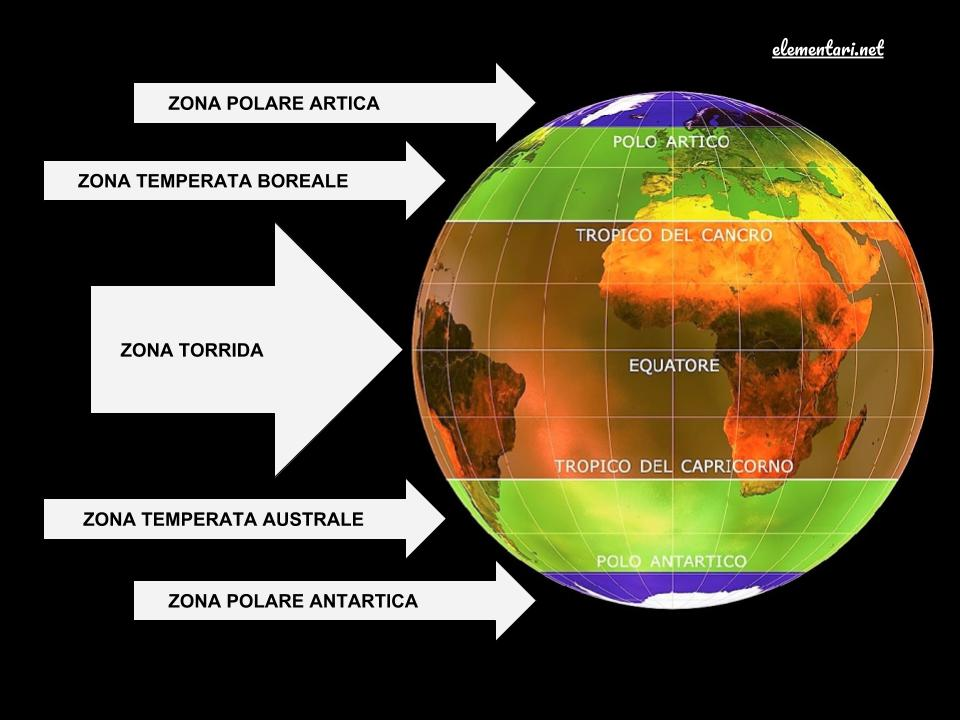 elementari.net
ZONA POLARE ARTICA
POLO ARTICO
ZONA TEMPERATA BOREALE
TROPICO DEL CANCRO
ZONA TORRIDA
EQUATORE
TROPICO DEL CAPRICORNO
ZONA TEMPERATA AUSTRALE
POLO ANTARTICO
ZONA POLARE ANTARTICA